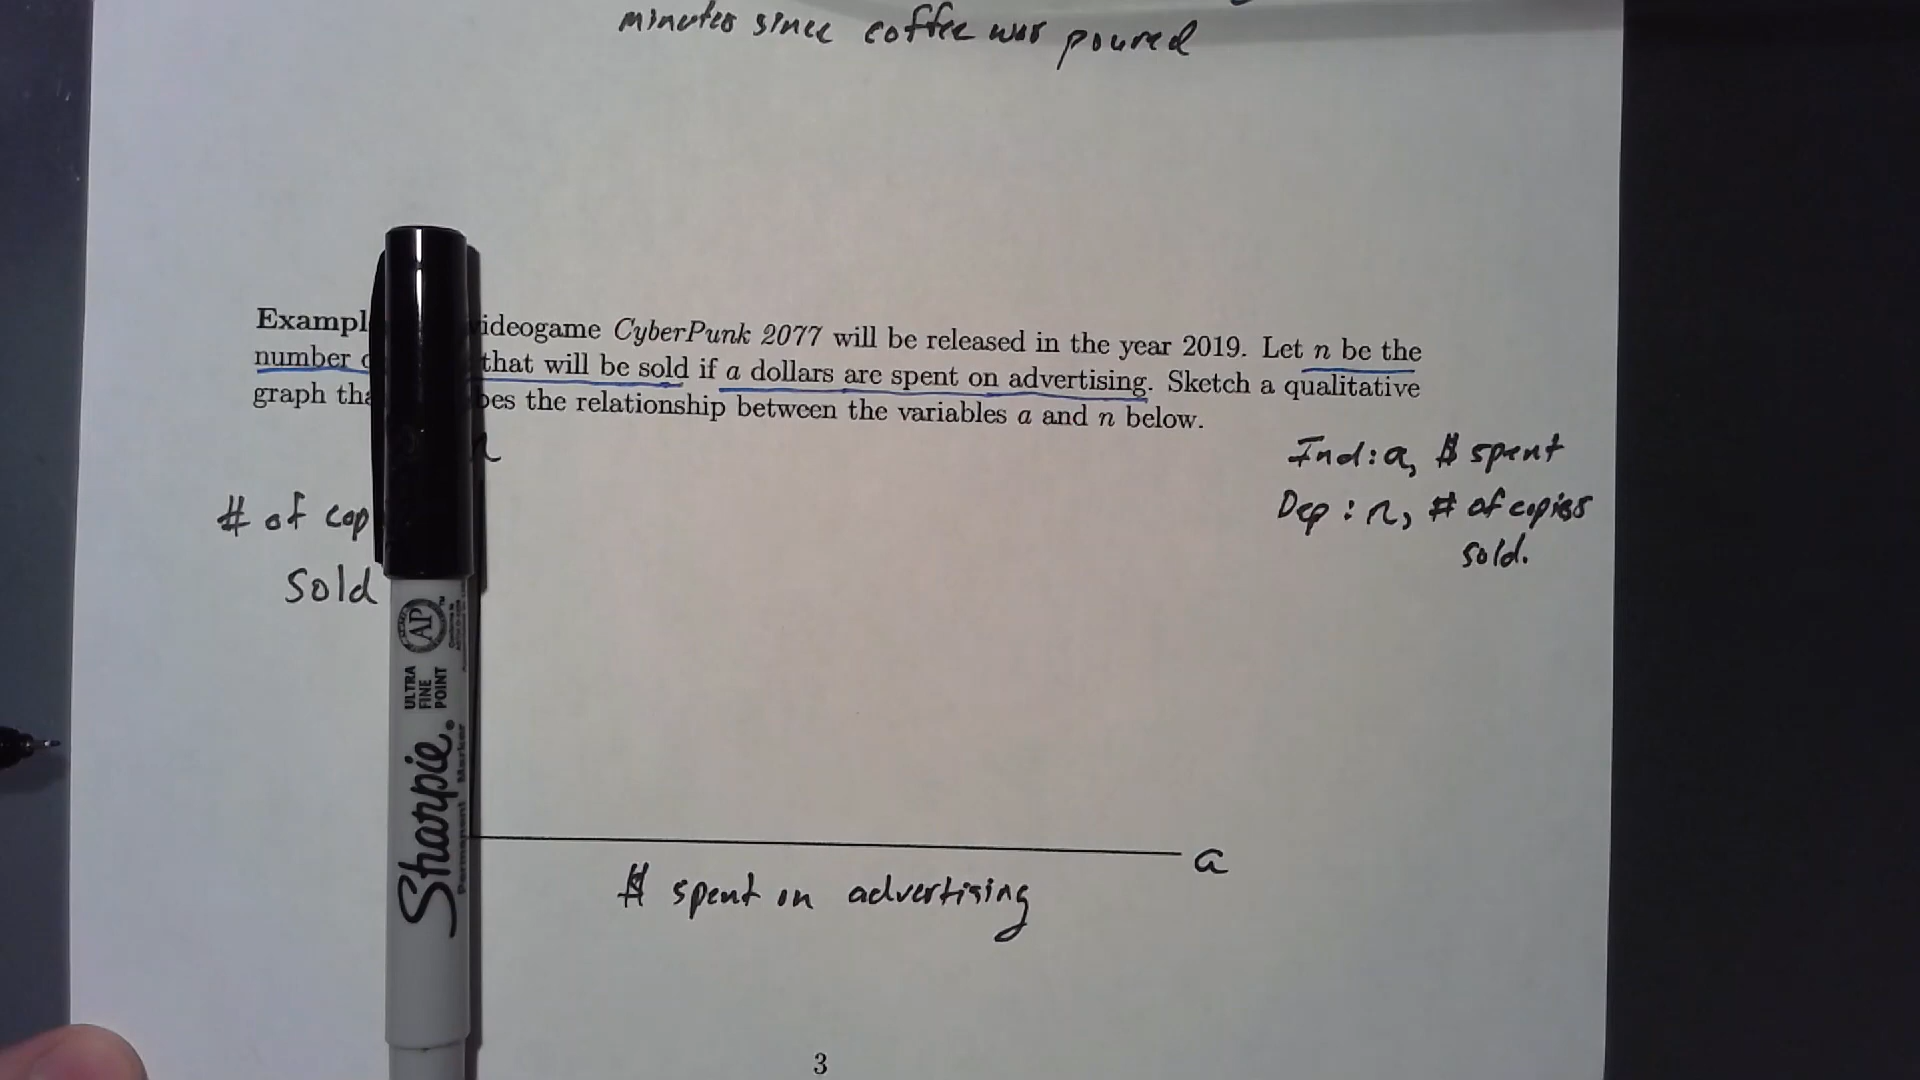 minutes since coffee was poured
Exampl ideogame CyberPunk 2077 will be released in the year 2019. Let n be the
number that will be sold if a dollars are spent on advertising. Sketch a qualitative
graph tha bes the relationship between the variables a and n below.
n
# of cop
Sold
Ind: a, $ spent
Dep: n, # of copies
sold.
AP
ULTRA
FINE
POINT
Sharpie.
Permanent Marker
a
$ spent on advertising
3